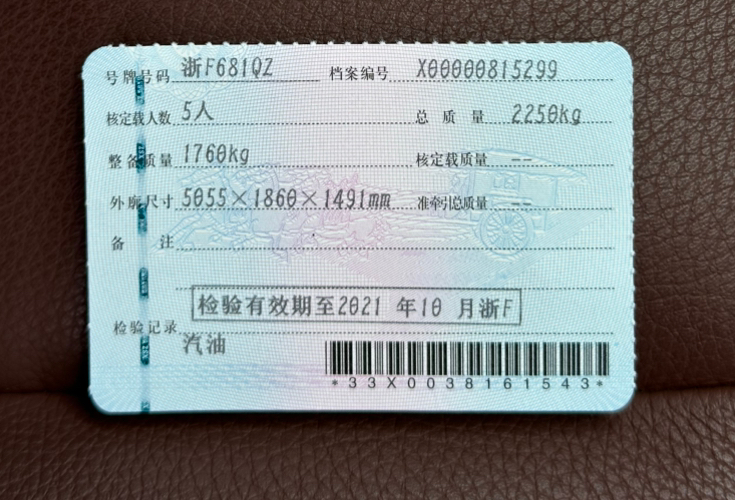 号牌号码 浙F681QZ 档案编号 X00000815299
核定载人数 5人 总质量 2250kg
整备质量 1760kg 核定载质量 --
外廓尺寸 5055×1860×1491mm 准牵引总质量 --
备注
检验有效期至2021 年10 月浙F
检验记录
汽油
*33X0038161543*